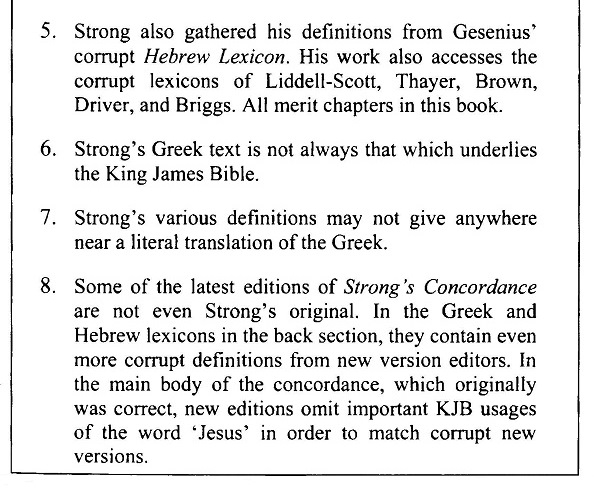 5. Strong also gathered his definitions from Gesenius’
corrupt Hebrew Lexicon. His work also accesses the
corrupt lexicons of Liddell-Scott, Thayer, Brown,
Driver, and Briggs. All merit chapters in this book.
6. Strong’s Greek text is not always that which underlies
the King James Bible.
7. Strong’s various definitions may not give anywhere
near a literal translation of the Greek.
8. Some of the latest editions of Strong’s Concordance
are not even Strong’s original. In the Greek and
Hebrew lexicons in the back section, they contain even
more corrupt definitions from new version editors. In
the main body of the concordance, which originally
was correct, new editions omit important KJB usages
of the word ‘Jesus’ in order to match corrupt new
versions.